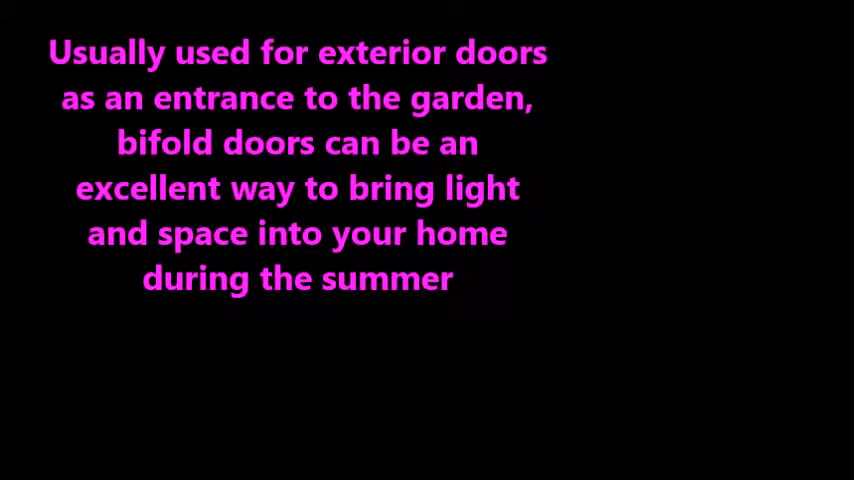 Usually used for exterior doors
as an entrance to the garden,
bifold doors can be an
excellent way to bring light
and space into your home
during the summer